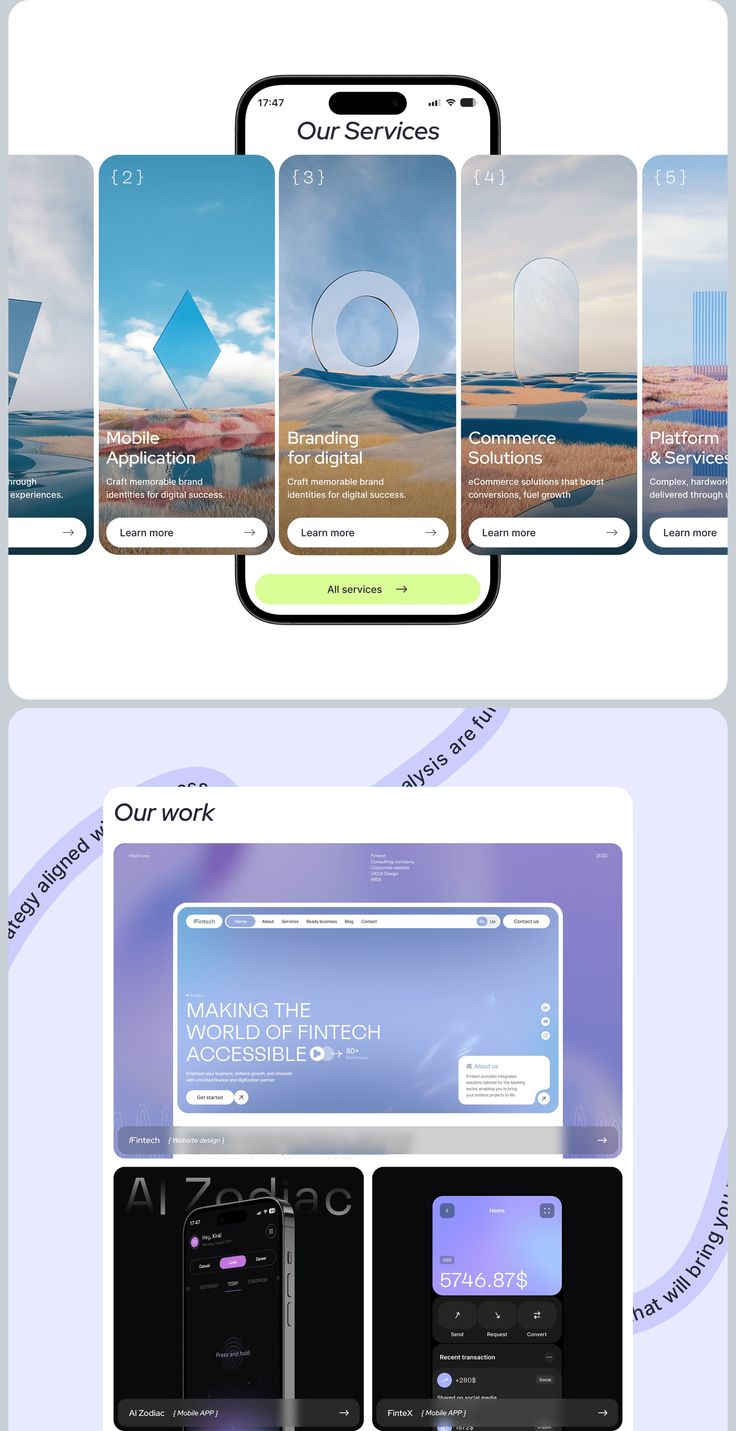 17:47
Our Services
{ 2 }
{ 3 }
{ 4 }
{ 5 }
hrough
experiences.
Mobile
Application
Craft memorable brand
identities for digital success.
Learn more
Branding
for digital
Craft memorable brand
identities for digital success.
Learn more
Commerce
Solutions
eCommerce solutions that boost
conversions, fuel growth
Learn more
Platform
& Services
Complex, hardwork
delivered through
Learn more
All services
ategy aligned wi
ess
alysis are fu
hat will bring you
Our work
Fintech
Consulting company
Corporate website
UX/UI Design
WEB
2023
/Fintech
Home
About
Services
Ready business
Blog
Contact
En
Ua
Contact us
MAKING THE
WORLD OF FINTECH
ACCESSIBLE
80+
Empower your business, achieve growth, and innovate
with a trusted finance and digitization partner
Get started
About us
/Fintech provides integrated
solutions tailored for the banking
sector, enabling you to bring
your boldest projects to life.
/Fintech { Website design }
AI Zodiac
17:47
Hey, Kira!
Casual
Love
Career
YESTERDAY
TODAY
TOMORROW
Press and hold
AI Zodiac { Mobile APP }
Home
USD
5746.87$
Send
Request
Convert
Recent transaction
+280$
Social
Shared on social media
FinteX { Mobile APP }